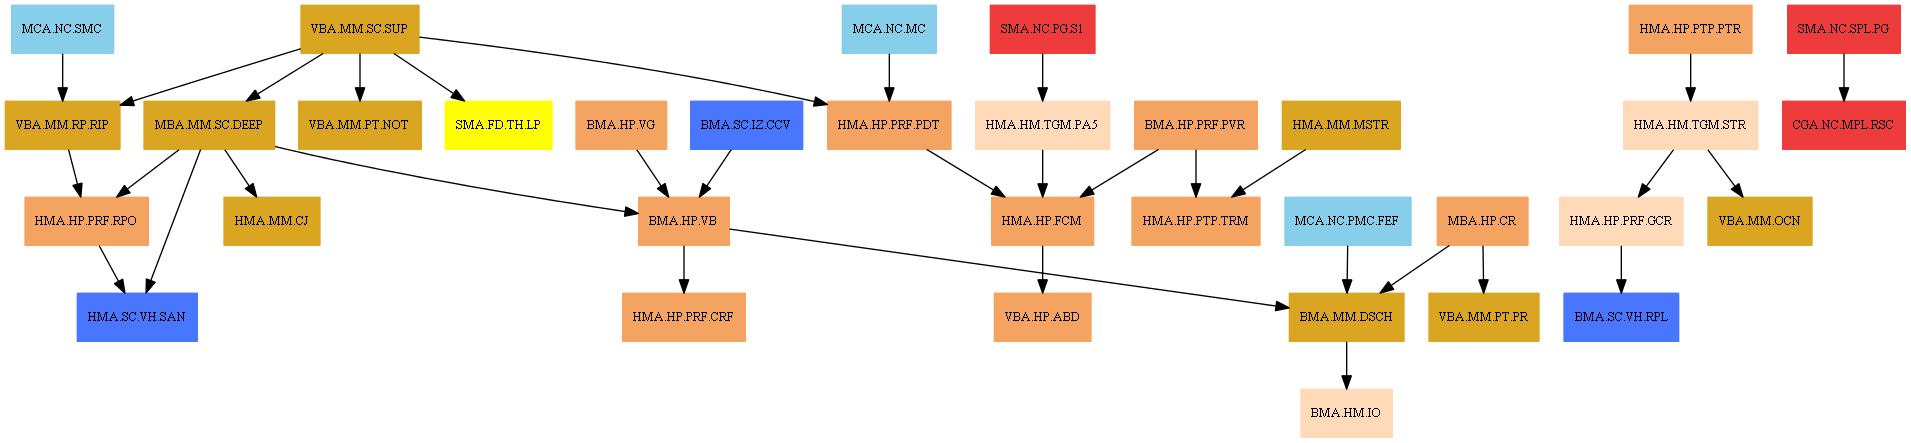 MCA.NC.SMC
VBA.MM.SC.SUP
MCA.NC.MC
SMA.NC.PG.S1
HMA.HP.PTP.PTR
SMA.NC.SPL.PG
VBA.MM.RP.RIP
MBA.MM.SC.DEEP
VBA.MM.PT.NOT
SMA.FD.TH.LP
BMA.HP.VG
BMA.SC.IZ.CCV
HMA.HP.PRF.PDT
HMA.HM.TGM.PA5
BMA.HP.PRF.PVR
HMA.MM.MSTR
HMA.HM.TGM.STR
CGA.NC.MPL.RSC
HMA.HP.PRF.RPO
HMA.MM.CJ
BMA.HP.VB
HMA.HP.FCM
HMA.HP.PTP.TRM
MCA.NC.PMC.FEF
MBA.HP.CR
HMA.HP.PRF.GCR
VBA.MM.OCN
HMA.SC.VH.SAN
HMA.HP.PRF.CRF
VBA.HP.ABD
BMA.MM.DSCH
VBA.MM.PT.PR
BMA.SC.VH.RPL
BMA.HM.IO